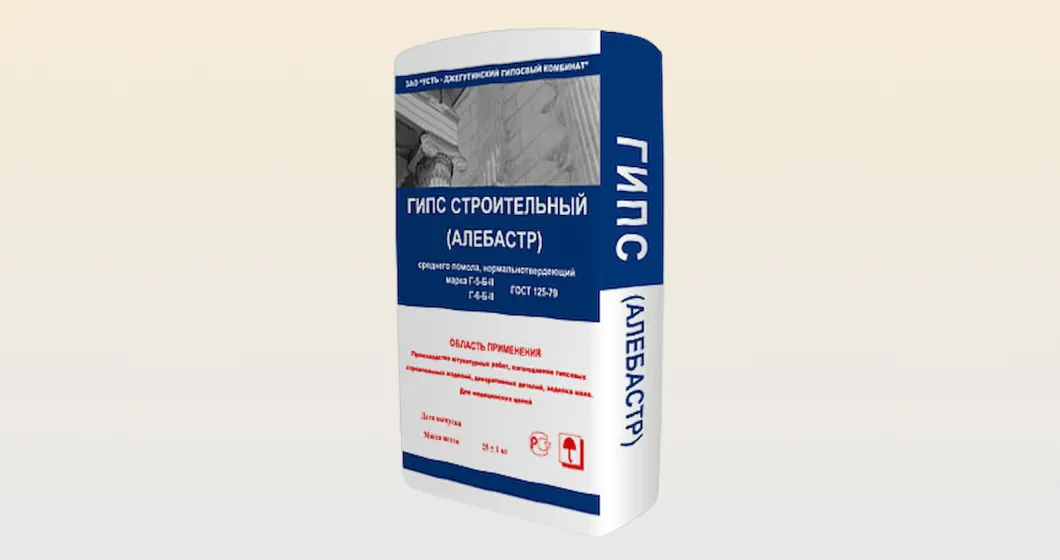 ЗАО "УСТЬ - ДЖЕГУТИНСКИЙ ГИПСОВЫЙ КОМБИНАТ"
ГИПС СТРОИТЕЛЬНЫЙ
(АЛЕБАСТР)
среднего помола, нормальнотвердеющий
марка Г-5-Б-II
Г-6-Б-II
ГОСТ 125-79
ОБЛАСТЬ ПРИМЕНЕНИЯ
Производство штукатурных работ, изготовление гипсовых
строительных изделий, декоративных деталей, заделка швов.
Для медицинских целей
Дата выпуска
Масса нетто 25 ± 1 кг
ГИПС
(АЛЕБАСТР)